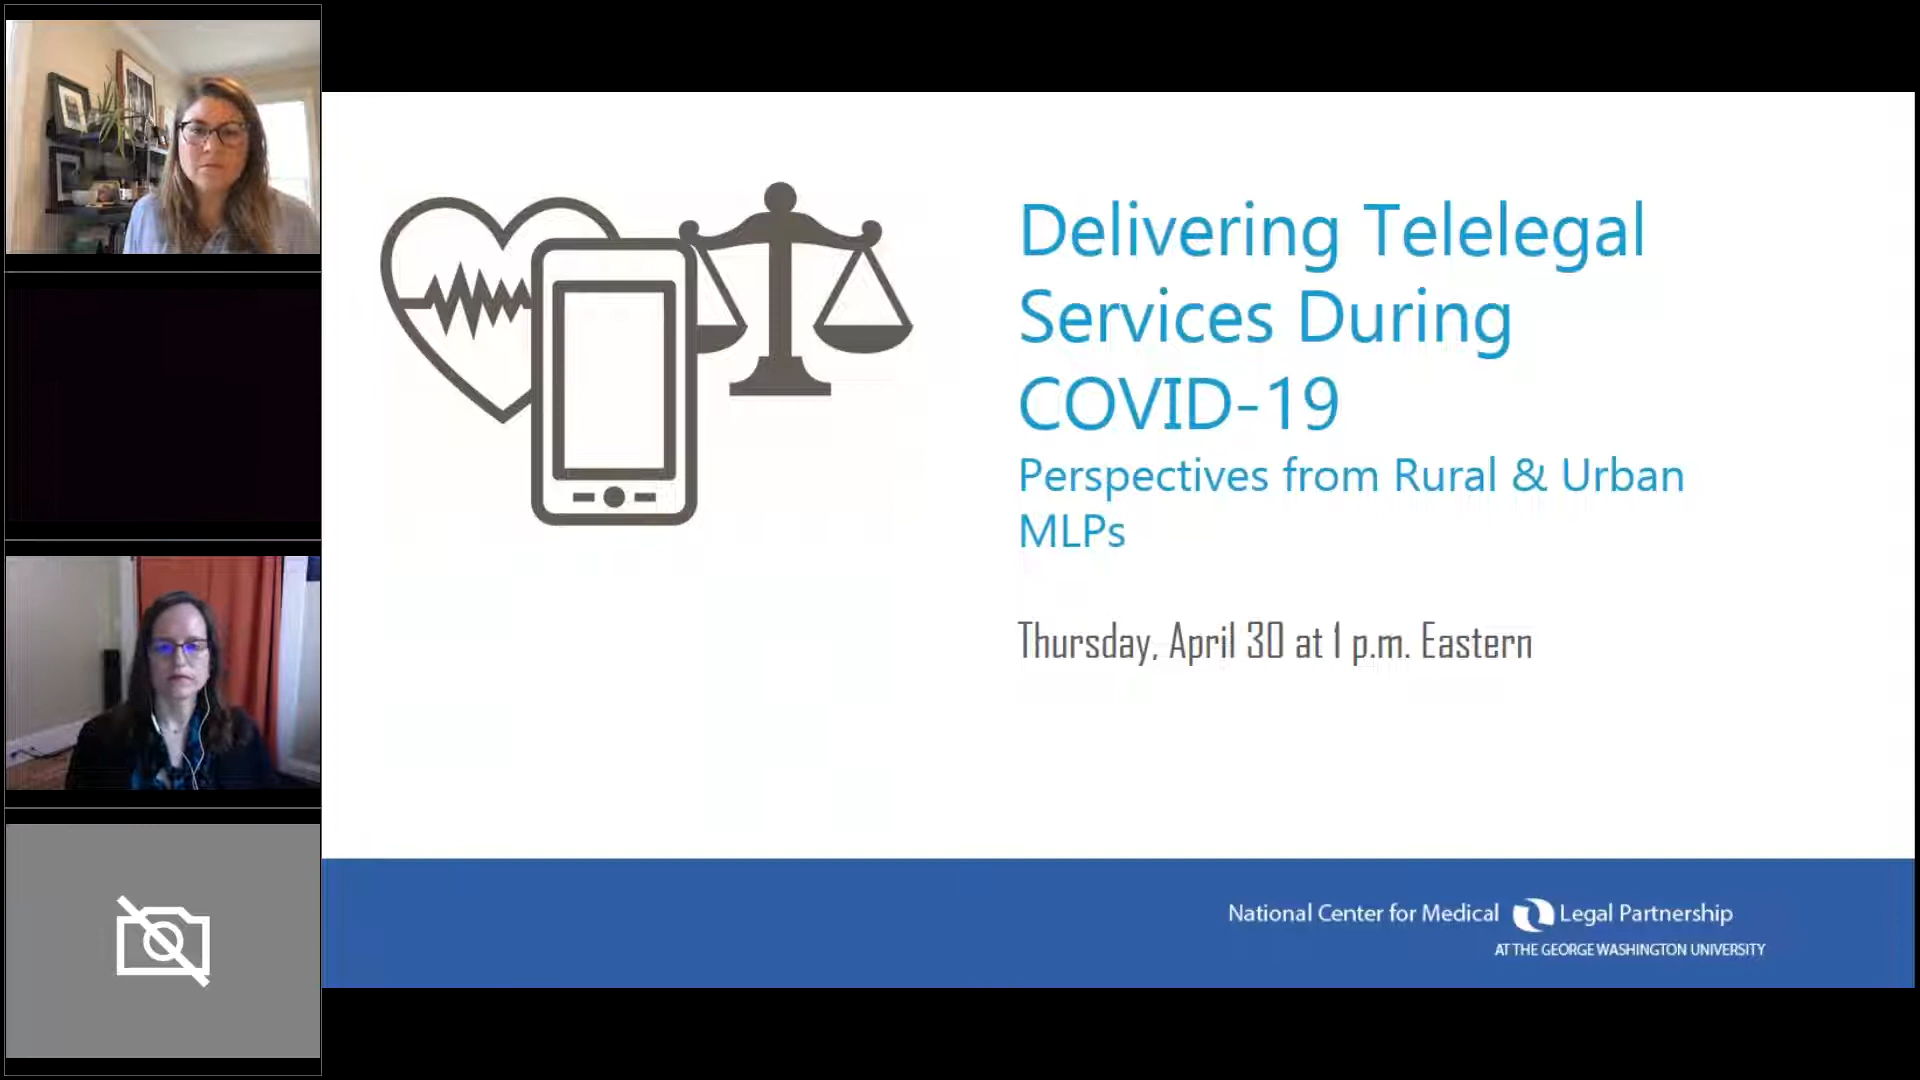 Delivering Telelegal
Services During
COVID-19
Perspectives from Rural & Urban
MLPs
Thursday, April 30 at 1 p.m. Eastern
National Center for Medical Legal Partnership
AT THE GEORGE WASHINGTON UNIVERSITY